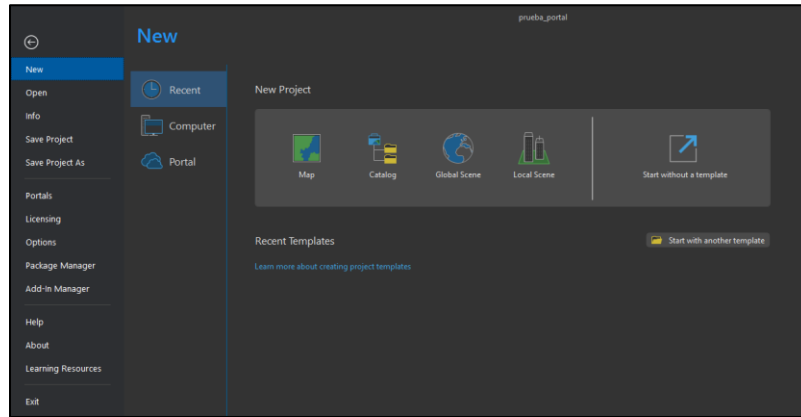 prueba_portal
New
New
Open
Info
Save Project
Save Project As
Portals
Licensing
Options
Package Manager
Add-In Manager
Help
About
Learning Resources
Exit
Recent
Computer
Portal
New Project
Map
Catalog
Global Scene
Local Scene
Start without a template
Recent Templates
Start with another template
Learn more about creating project templates